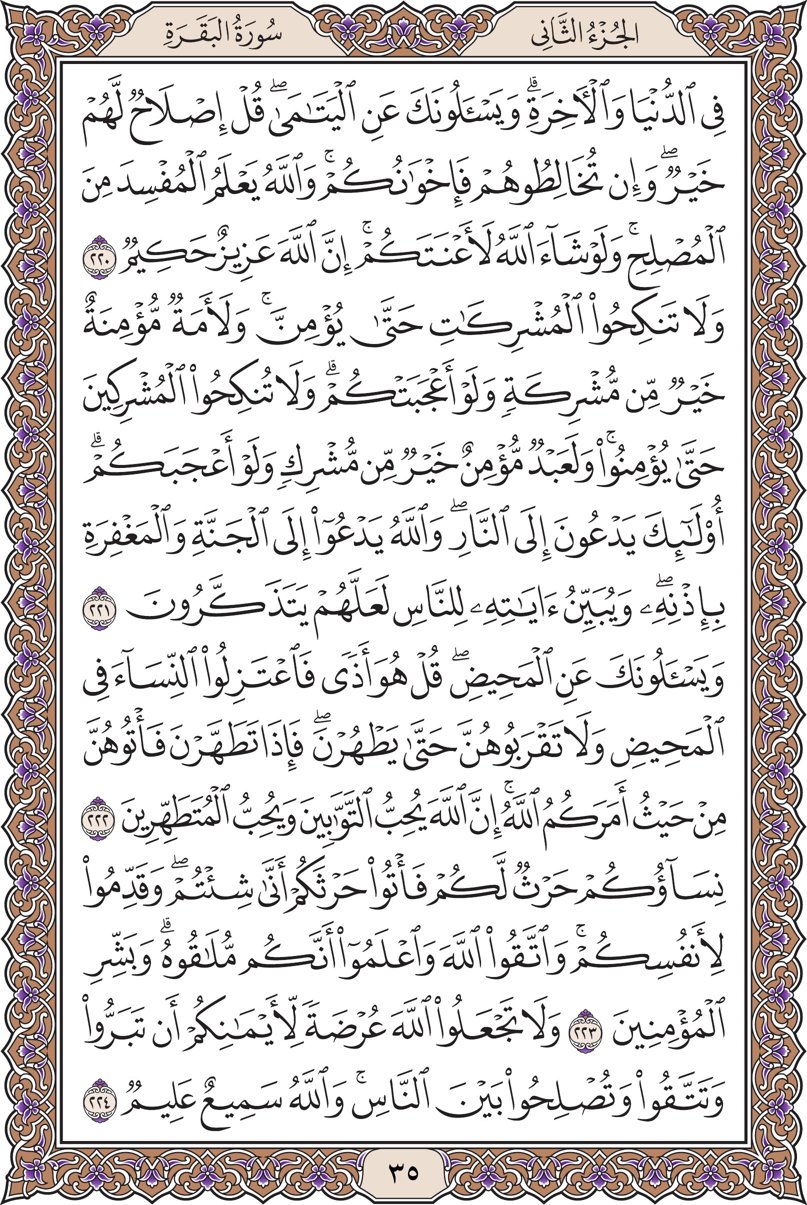 الجُزْءُ الثَّانِي
سُورَةُ البَقَرَةِ
فِي ٱلدُّنۡيَا وَٱلۡأٓخِرَةِۗ وَيَسۡـَٔلُونَكَ عَنِ ٱلۡيَتَٰمَىٰۖ قُلۡ إِصۡلَاحٞ لَّهُمۡ
خَيۡرٞۖ وَإِن تُخَالِطُوهُمۡ فَإِخۡوَٰنُكُمۡۚ وَٱللَّهُ يَعۡلَمُ ٱلۡمُفۡسِدَ مِنَ
ٱلۡمُصۡلِحِۚ وَلَوۡ شَآءَ ٱللَّهُ لَأَعۡنَتَكُمۡۚ إِنَّ ٱللَّهَ عَزِيزٌ حَكِيمٞ ٢٢٠
وَلَا تَنكِحُواْ ٱلۡمُشۡرِكَٰتِ حَتَّىٰ يُؤۡمِنَّۚ وَلَأَمَةٞ مُّؤۡمِنَةٌ
خَيۡرٞ مِّن مُّشۡرِكَةٖ وَلَوۡ أَعۡجَبَتۡكُمۡۗ وَلَا تُنكِحُواْ ٱلۡمُشۡرِكِينَ
حَتَّىٰ يُؤۡمِنُواْۚ وَلَعَبۡدٞ مُّؤۡمِنٌ خَيۡرٞ مِّن مُّشۡرِكٖ وَلَوۡ أَعۡجَبَكُمۡۗ
أُوْلَٰٓئِكَ يَدۡعُونَ إِلَى ٱلنَّارِۖ وَٱللَّهُ يَدۡعُوٓاْ إِلَى ٱلۡجَنَّةِ وَٱلۡمَغۡفِرَةِ
بِإِذۡنِهِۦۖ وَيُبَيِّنُ ءَايَٰتِهِۦ لِلنَّاسِ لَعَلَّهُمۡ يَتَذَكَّرُونَ ٢٢١
وَيَسۡـَٔلُونَكَ عَنِ ٱلۡمَحِيضِۖ قُلۡ هُوَ أَذٗى فَٱعۡتَزِلُواْ ٱلنِّسَآءَ فِي
ٱلۡمَحِيضِ وَلَا تَقۡرَبُوهُنَّ حَتَّىٰ يَطۡهُرۡنَۖ فَإِذَا تَطَهَّرۡنَ فَأۡتُوهُنَّ
مِنۡ حَيۡثُ أَمَرَكُمُ ٱللَّهُۚ إِنَّ ٱللَّهَ يُحِبُّ ٱلتَّوَّٰبِينَ وَيُحِبُّ ٱلۡمُتَطَهِّرِينَ ٢٢٢
نِسَآؤُكُمۡ حَرۡثٞ لَّكُمۡ فَأۡتُواْ حَرۡثَكُمۡ أَنَّىٰ شِئۡتُمۡۖ وَقَدِّمُواْ
لِأَنفُسِكُمۡۚ وَٱتَّقُواْ ٱللَّهَ وَٱعۡلَمُوٓاْ أَنَّكُم مُّلَٰقُوهُۗ وَبَشِّرِ
ٱلۡمُؤۡمِنِينَ ٢٢٣ وَلَا تَجۡعَلُواْ ٱللَّهَ عُرۡضَةٗ لِّأَيۡمَٰنِكُمۡ أَن تَبَرُّواْ
وَتَتَّقُواْ وَتُصۡلِحُواْ بَيۡنَ ٱلنَّاسِۚ وَٱللَّهُ سَمِيعٌ عَلِيمٞ ٢٢٤
٣٥